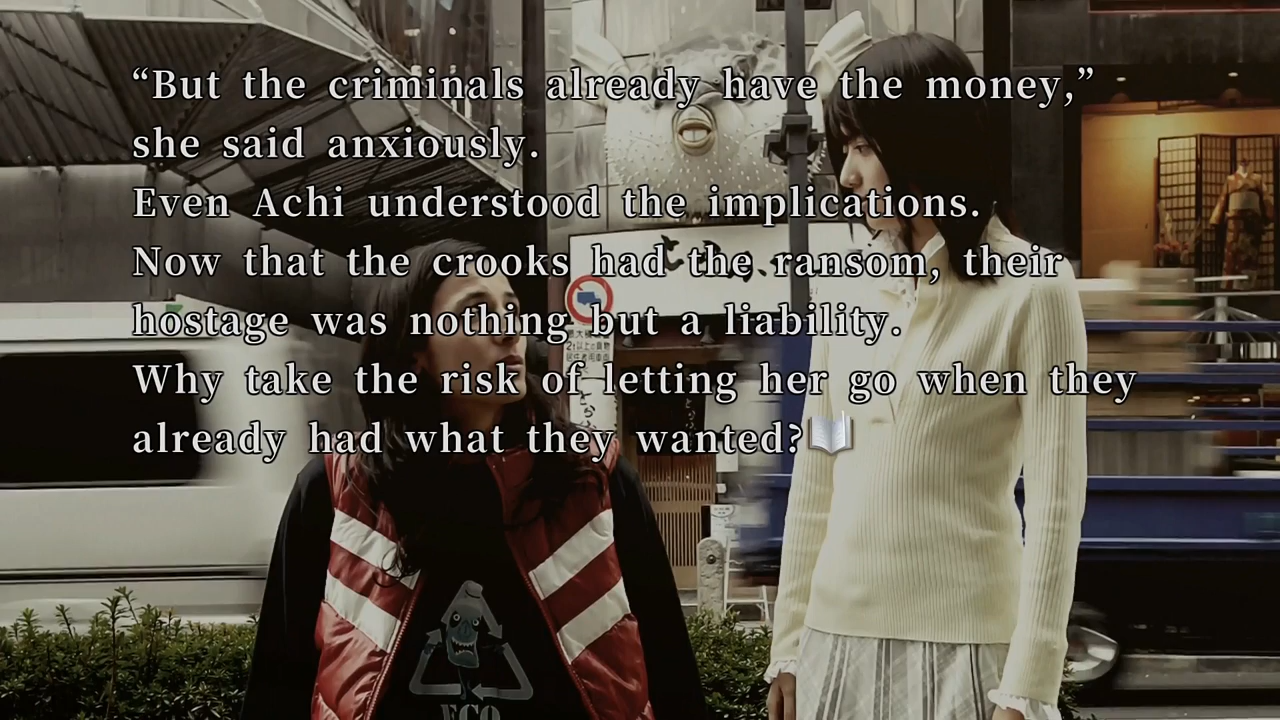 “But the criminals already have the money,”
she said anxiously.
Even Achi understood the implications.
Now that the crooks had the ransom, their
hostage was nothing but a liability.
Why take the risk of letting her go when they
already had what they wanted?
ECO